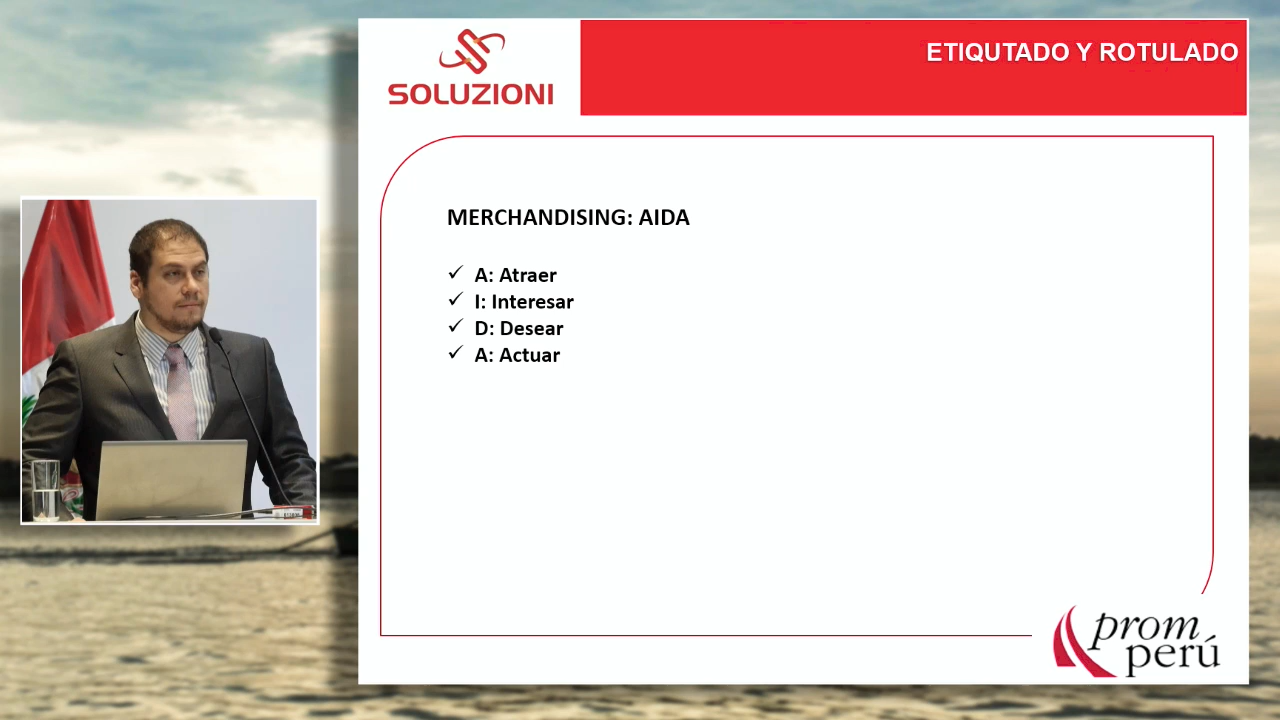 SOLUZIONI
ETIQUTADO Y ROTULADO
MERCHANDISING: AIDA
✓ A: Atraer
✓ I: Interesar
✓ D: Desear
✓ A: Actuar
prom
perú